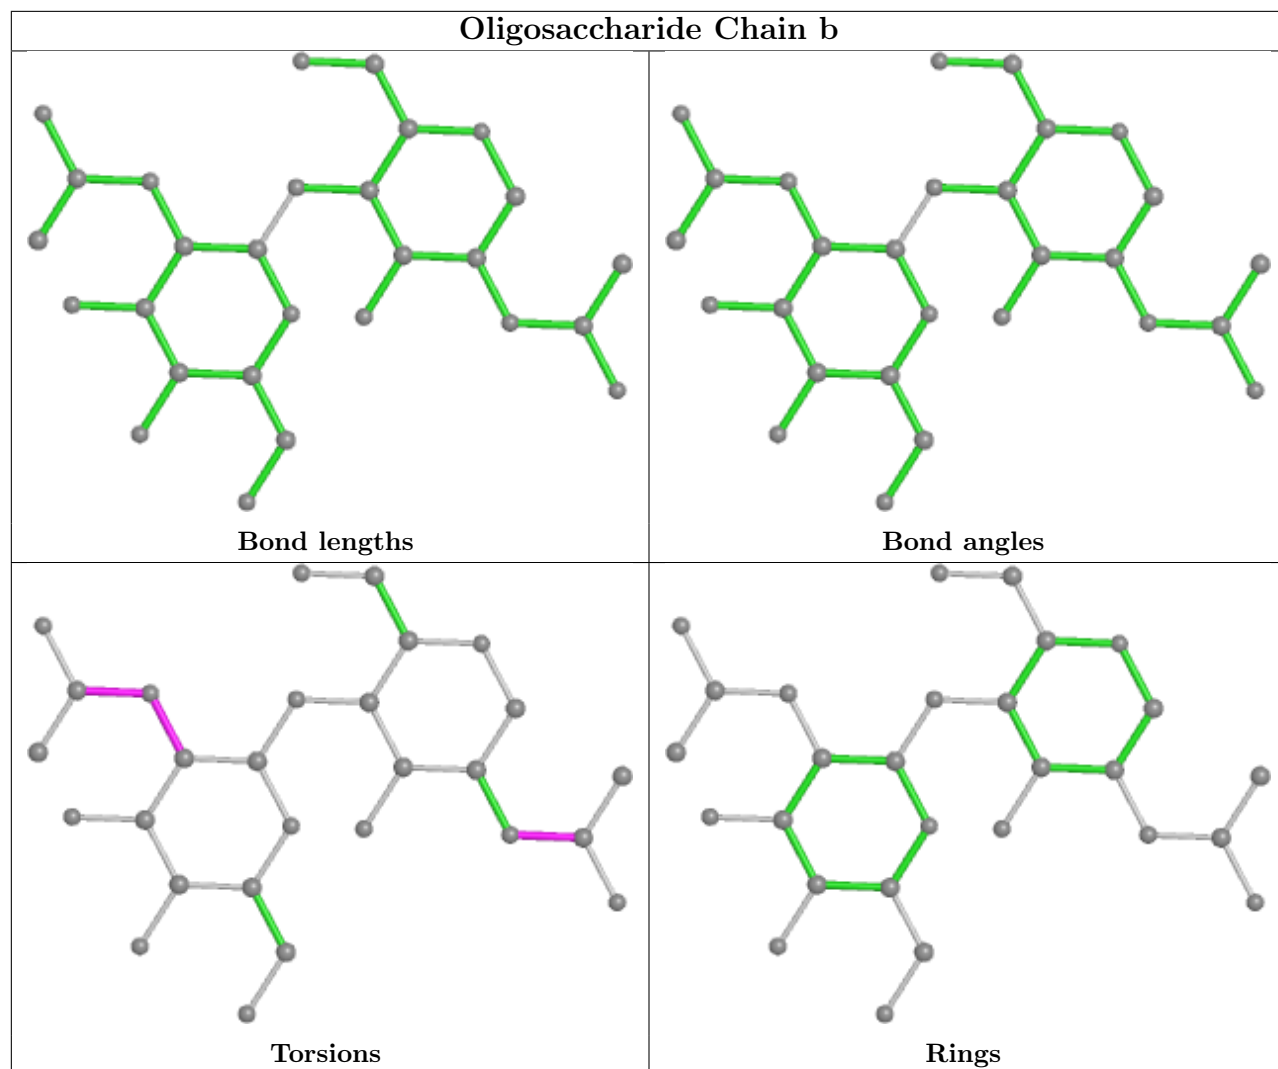 Oligosaccharide Chain b
Bond lengths
Bond angles
Torsions
Rings